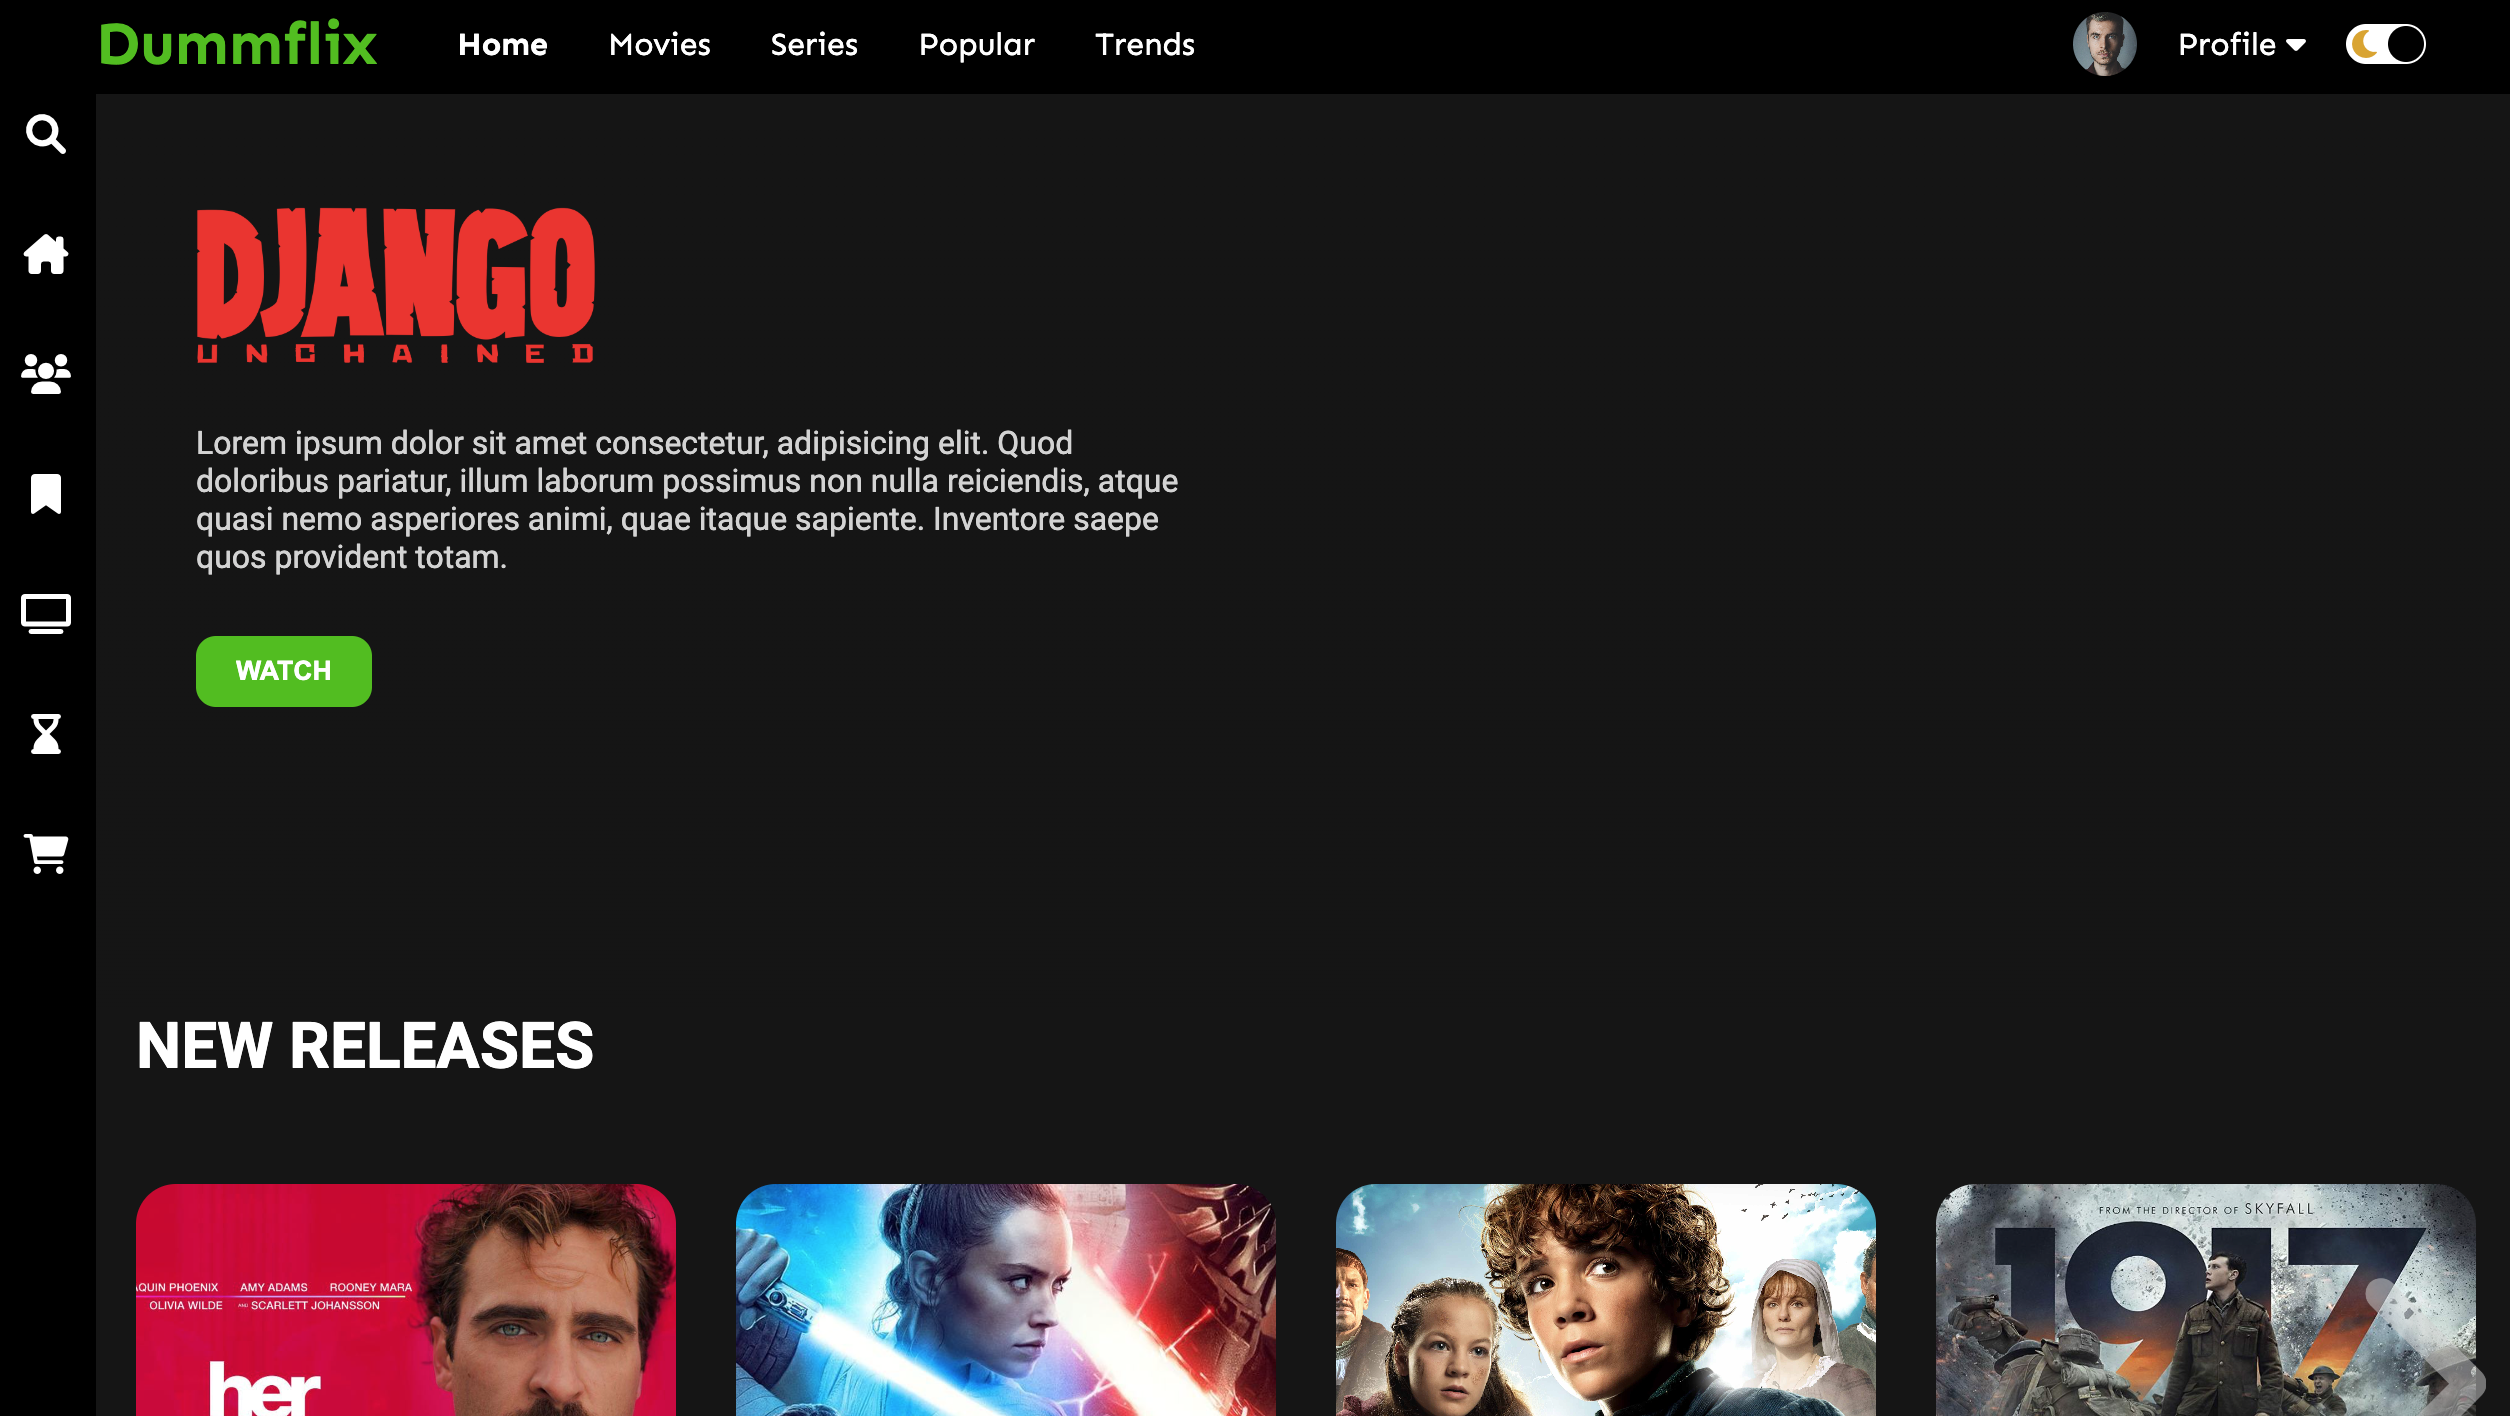 Dummflix
Home
Movies
Series
Popular
Trends
Profile
DJANGO
UNCHAINED
Lorem ipsum dolor sit amet consectetur, adipisicing elit. Quod
doloribus pariatur, illum laborum possimus non nulla reiciendis, atque
quasi nemo asperiores animi, quae itaque sapiente. Inventore saepe
quos provident totam.
WATCH
NEW RELEASES
AQUIN PHOENIX AMY ADAMS ROONEY MARA
OLIVIA WILDE AND SCARLETT JOHANSSON
her
FROM THE DIRECTOR OF SKYFALL
1917